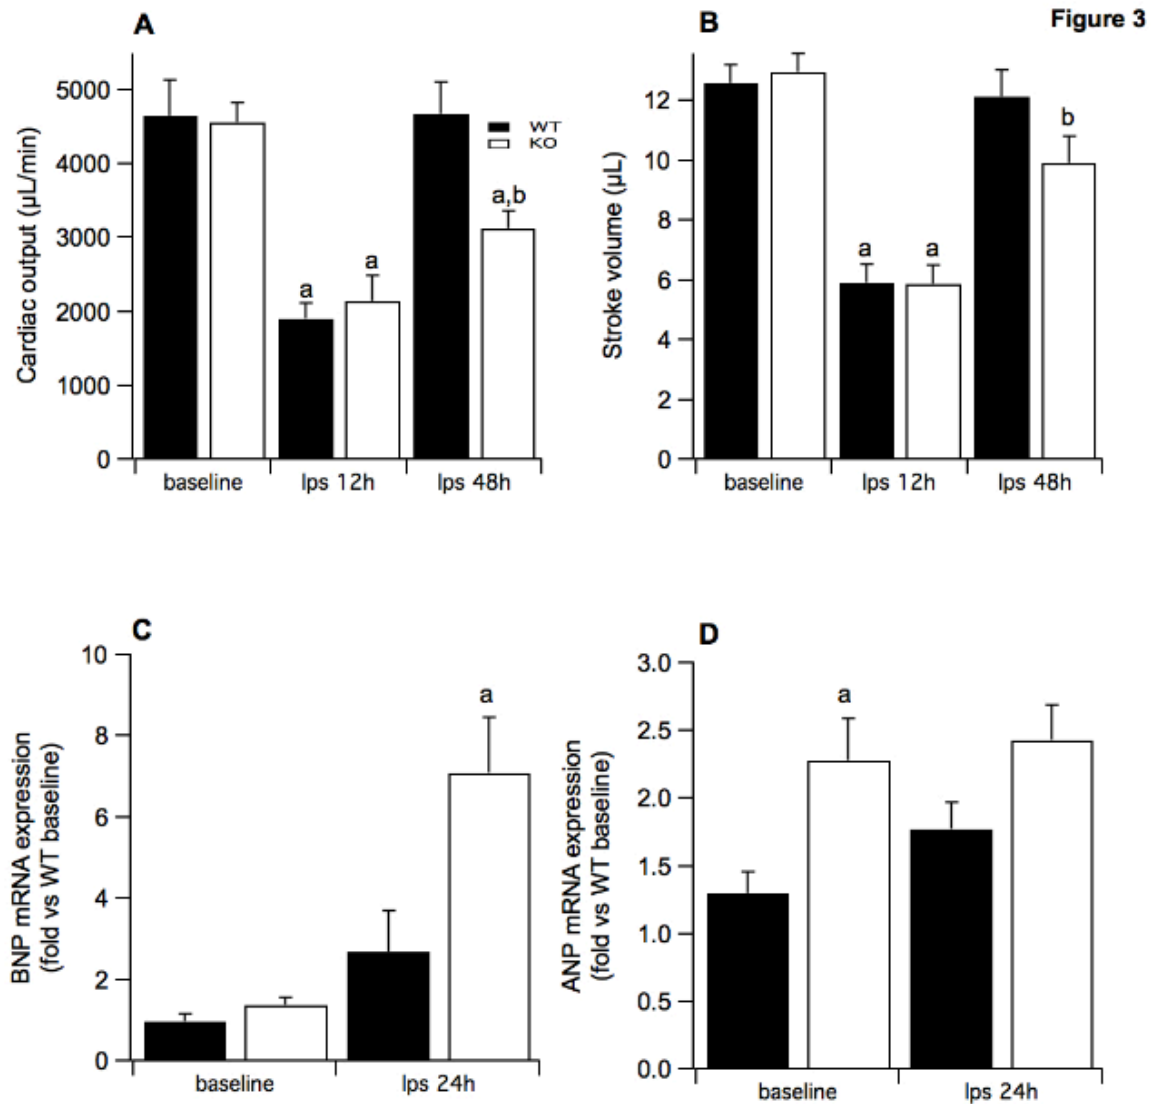 Figure 3
A
Cardiac output (µL/min)
5000
4000
3000
2000
1000
0
WT
KO
a
a
a,b
baseline lps 12h lps 48h
B
Stroke volume (µL)
12
10
8
6
4
2
0
a
a
b
baseline lps 12h lps 48h
C
BNP mRNA expression
(fold vs WT baseline)
10
8
6
4
2
0
a
baseline lps 24h
D
ANP mRNA expression
(fold vs WT baseline)
3.0
2.5
2.0
1.5
1.0
0.5
0.0
a
baseline lps 24h